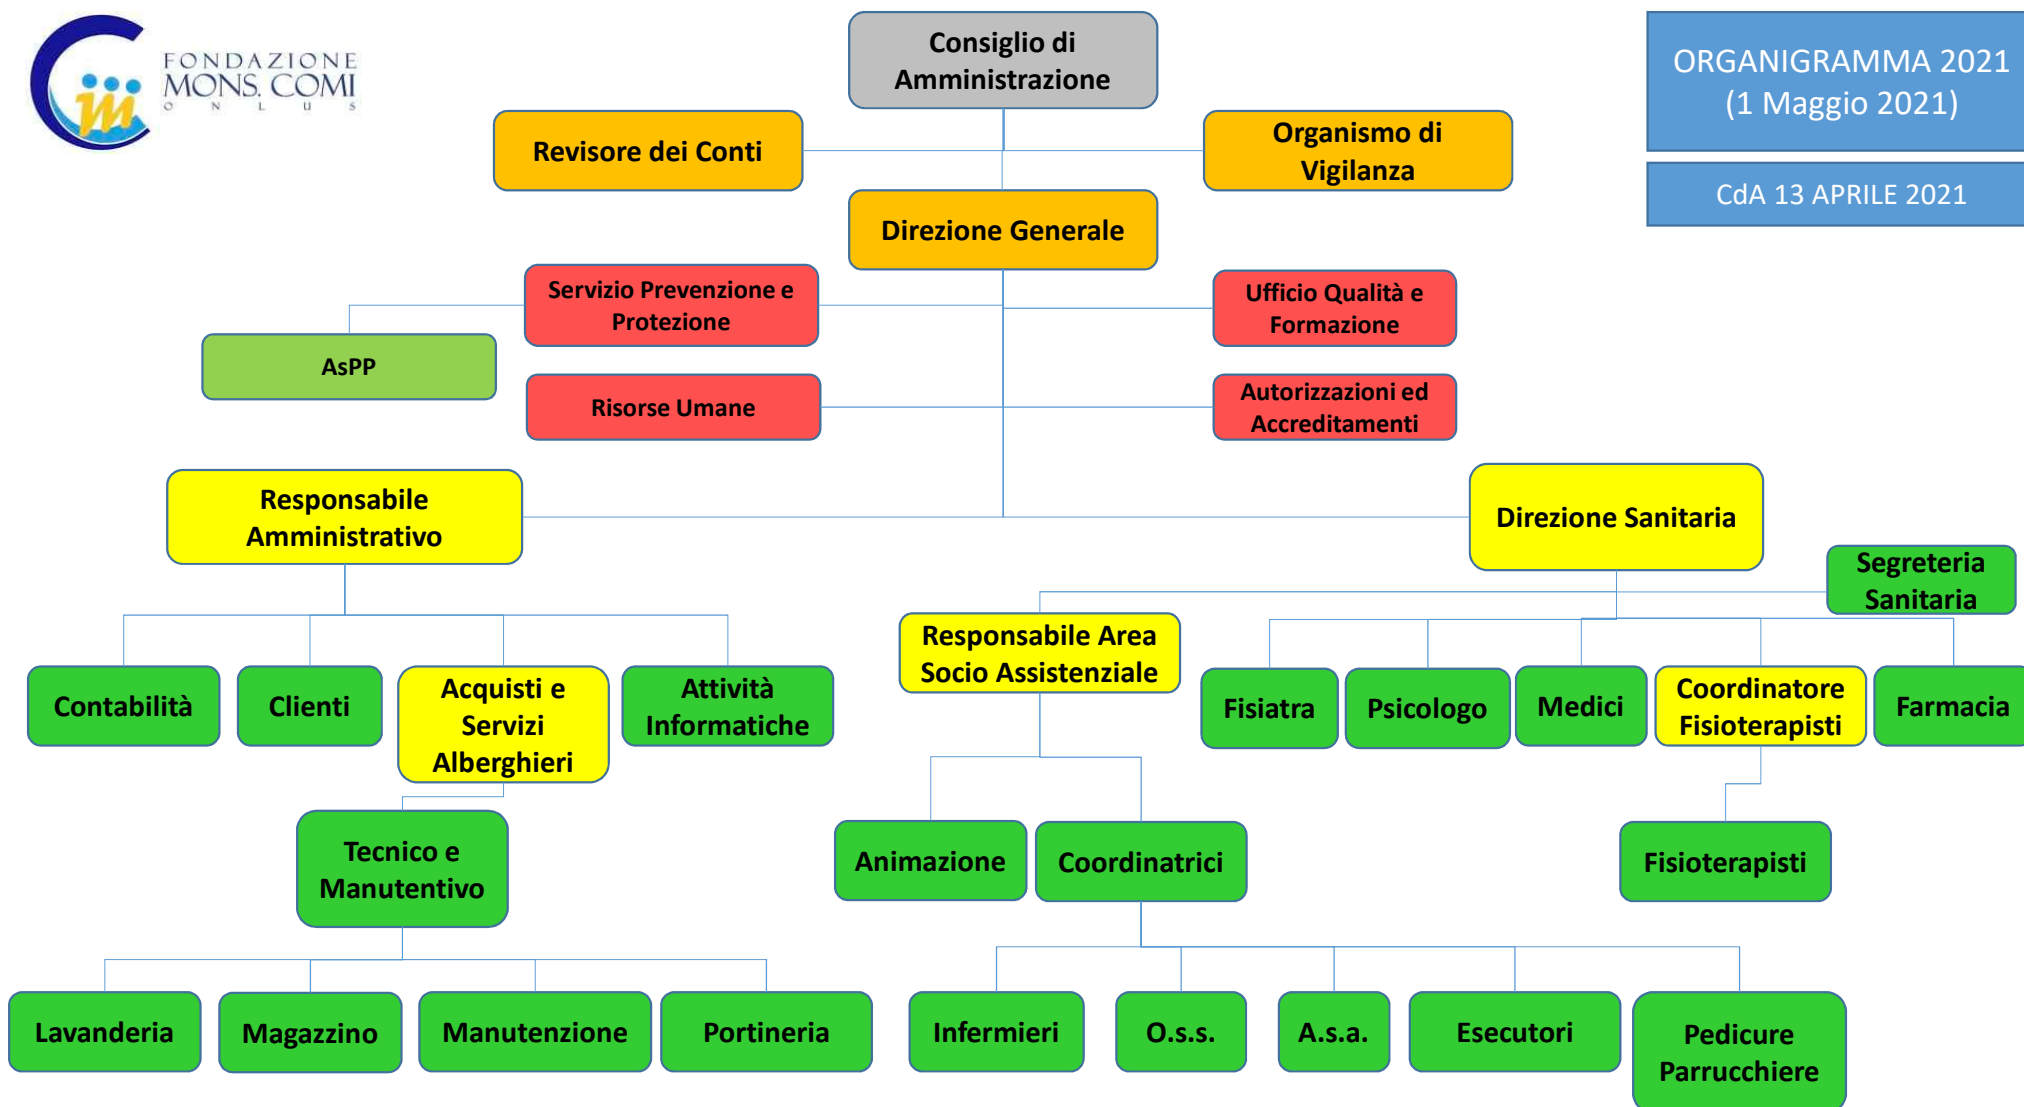 FONDAZIONE
MONS. COMI
ONLUS
Consiglio di
Amministrazione
ORGANIGRAMMA 2021
(1 Maggio 2021)
CdA 13 APRILE 2021
Revisore dei Conti
Organismo di
Vigilanza
Direzione Generale
Servizio Prevenzione e
Protezione
Ufficio Qualità e
Formazione
AsPP
Risorse Umane
Autorizzazioni ed
Accreditamenti
Responsabile
Amministrativo
Direzione Sanitaria
Segreteria
Sanitaria
Responsabile Area
Socio Assistenziale
Contabilità
Clienti
Acquisti e
Servizi
Alberghieri
Attività
Informatiche
Fisiatra
Psicologo
Medici
Coordinatore
Fisioterapisti
Farmacia
Tecnico e
Manutentivo
Animazione
Coordinatrici
Fisioterapisti
Lavanderia
Magazzino
Manutenzione
Portineria
Infermieri
O.s.s.
A.s.a.
Esecutori
Pedicure
Parrucchiere